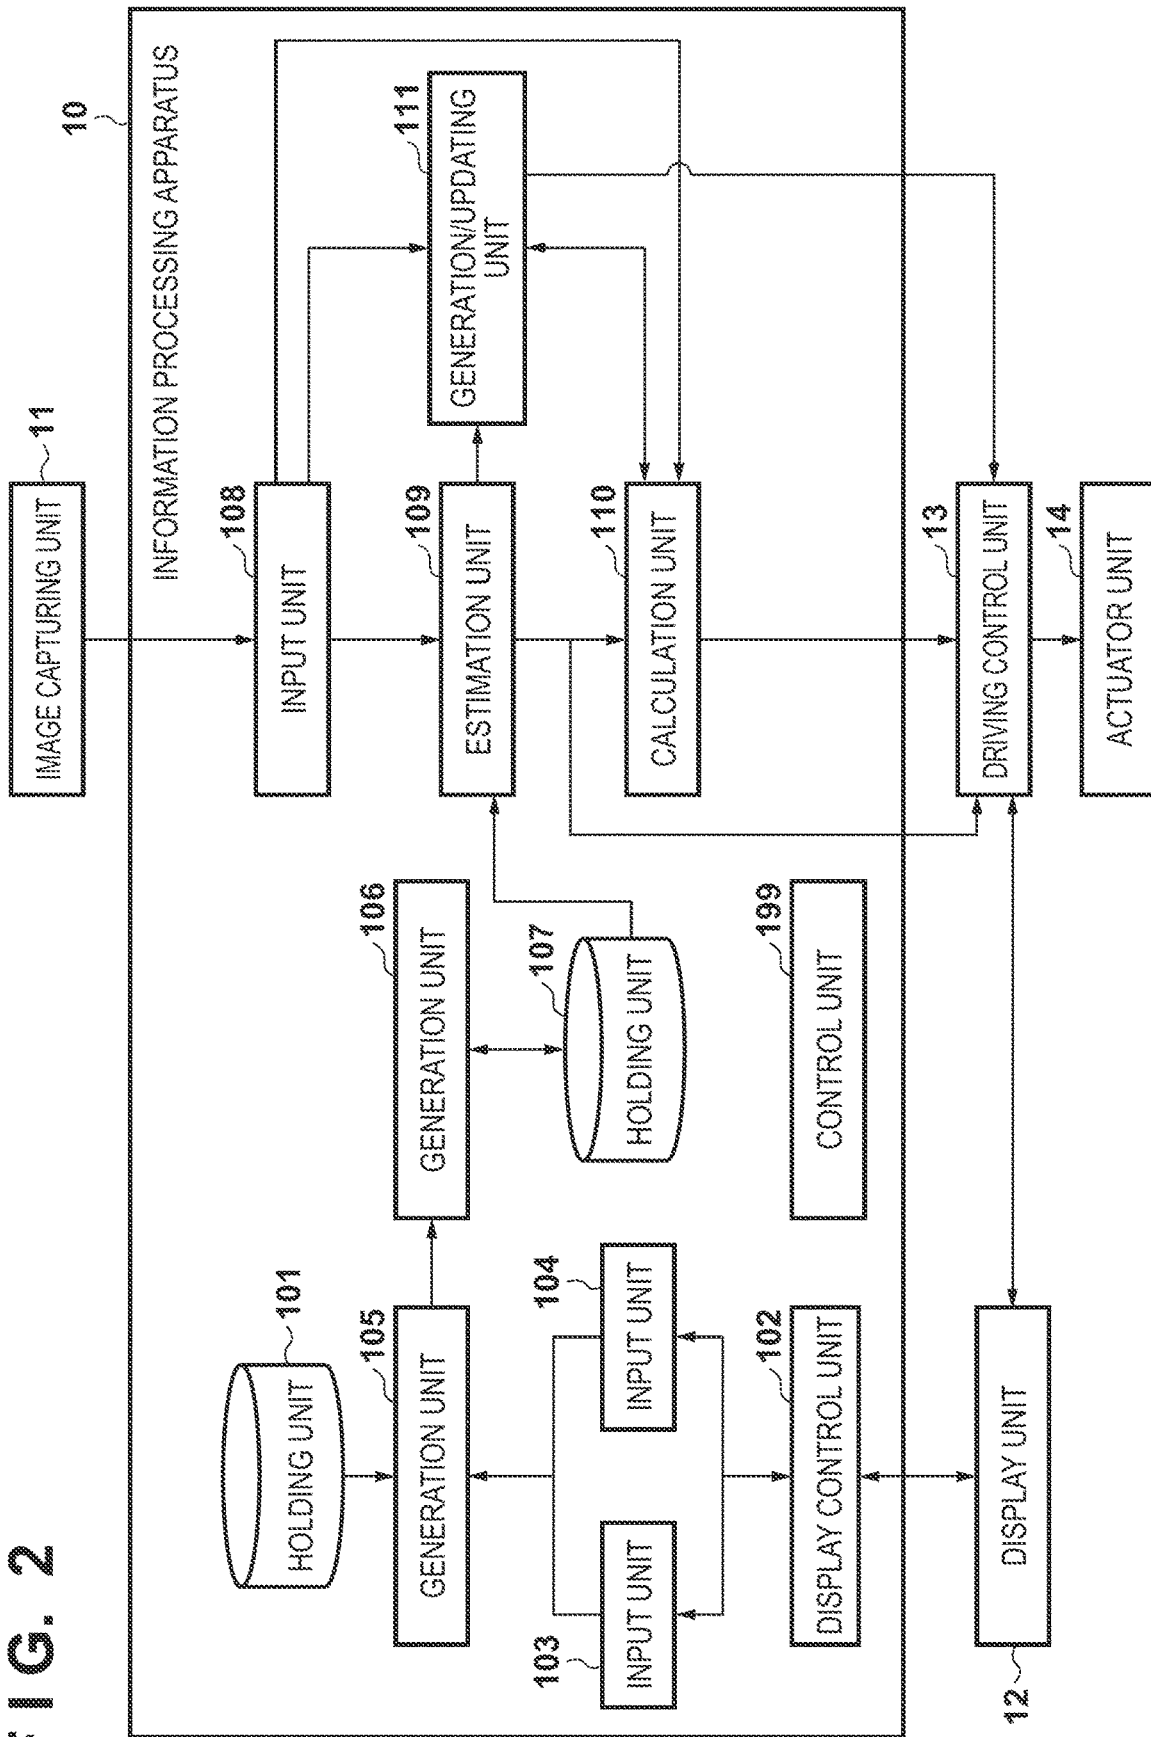 FIG. 2
10
INFORMATION PROCESSING APPARATUS
IMAGE CAPTURING UNIT
11
101
HOLDING UNIT
105
GENERATION UNIT
103
INPUT UNIT
104
INPUT UNIT
102
DISPLAY CONTROL UNIT
12
DISPLAY UNIT
106
GENERATION UNIT
107
HOLDING UNIT
199
CONTROL UNIT
108
INPUT UNIT
109
ESTIMATION UNIT
110
CALCULATION UNIT
111
GENERATION/UPDATING
UNIT
13
DRIVING CONTROL UNIT
14
ACTUATOR UNIT